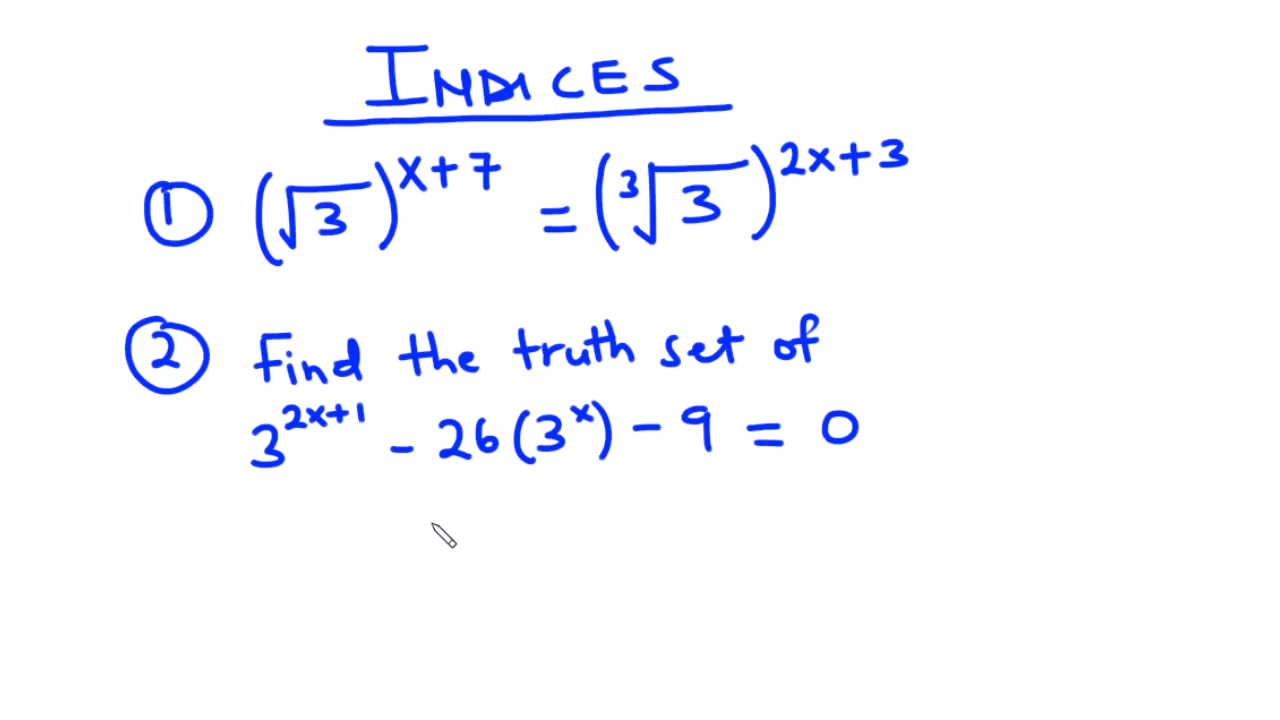 INDICES
① (√3)^(x+7) = (∛3)^(2x+3)
② Find the truth set of
3^(2x+1) - 26(3^x) - 9 = 0